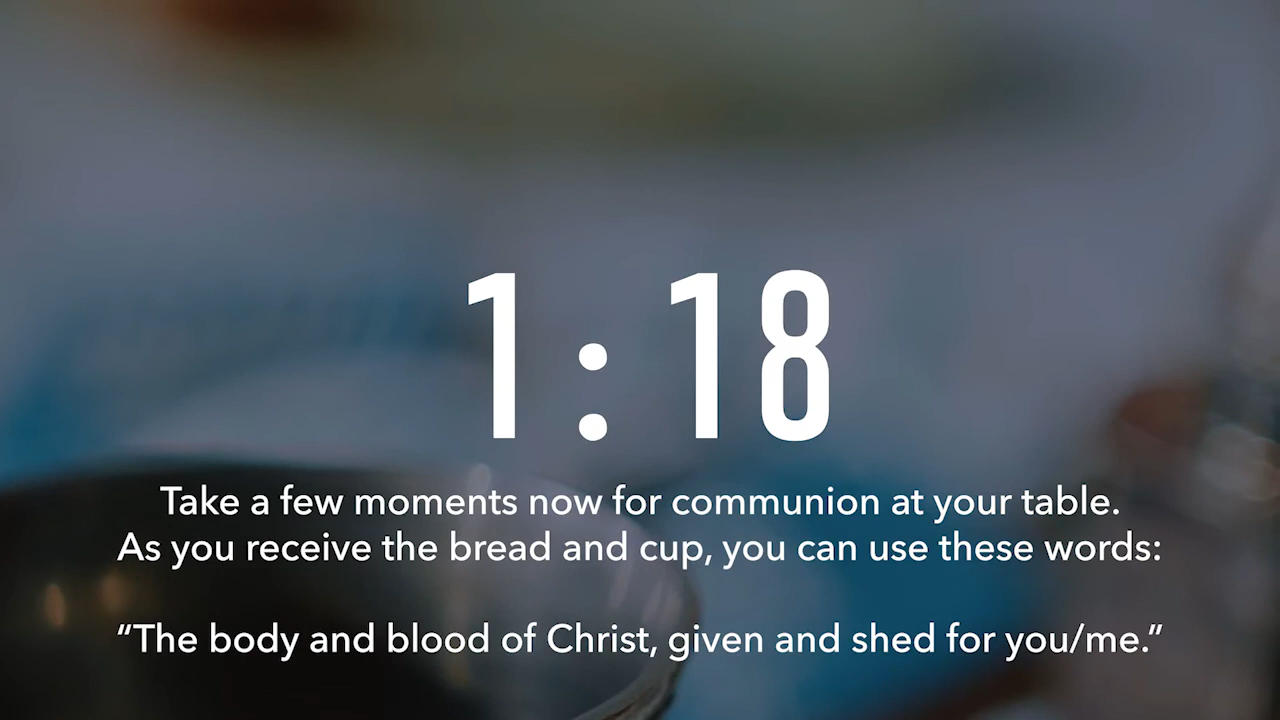 1:18
Take a few moments now for communion at your table.
As you receive the bread and cup, you can use these words:
“The body and blood of Christ, given and shed for you/me.”